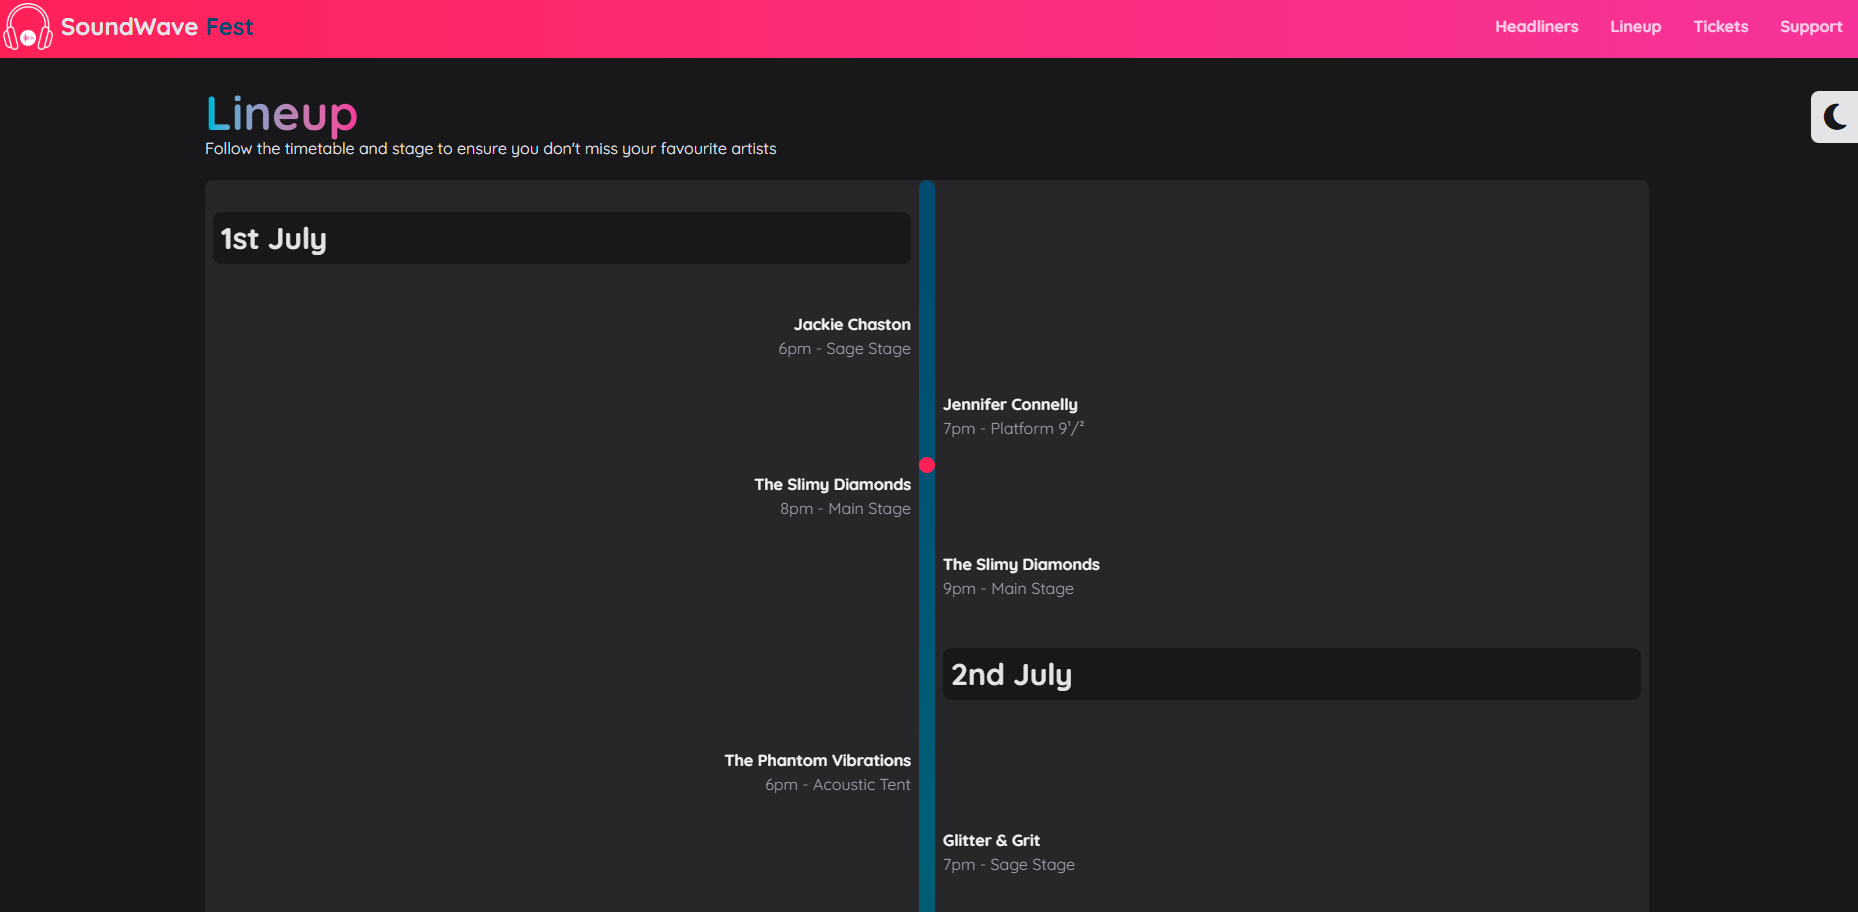 SoundWave Fest
Headliners
Lineup
Tickets
Support
Lineup
Follow the timetable and stage to ensure you don't miss your favourite artists
1st July
Jackie Chaston
6pm - Sage Stage
Jennifer Connelly
7pm - Platform 9¹/²
The Slimy Diamonds
8pm - Main Stage
The Slimy Diamonds
9pm - Main Stage
2nd July
The Phantom Vibrations
6pm - Acoustic Tent
Glitter & Grit
7pm - Sage Stage